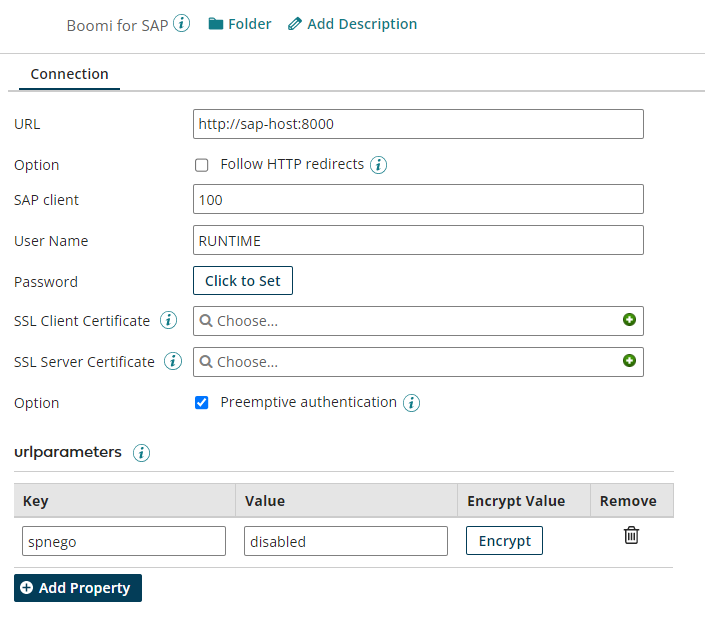 Boomi for SAP i Folder Add Description
Connection
URL http://sap-host:8000
Option Follow HTTP redirects i
SAP client 100
User Name RUNTIME
Password Click to Set
SSL Client Certificate i Choose...
SSL Server Certificate i Choose...
Option Preemptive authentication i
urlparameters i
Key Value Encrypt Value Remove
spnego disabled Encrypt
Add Property